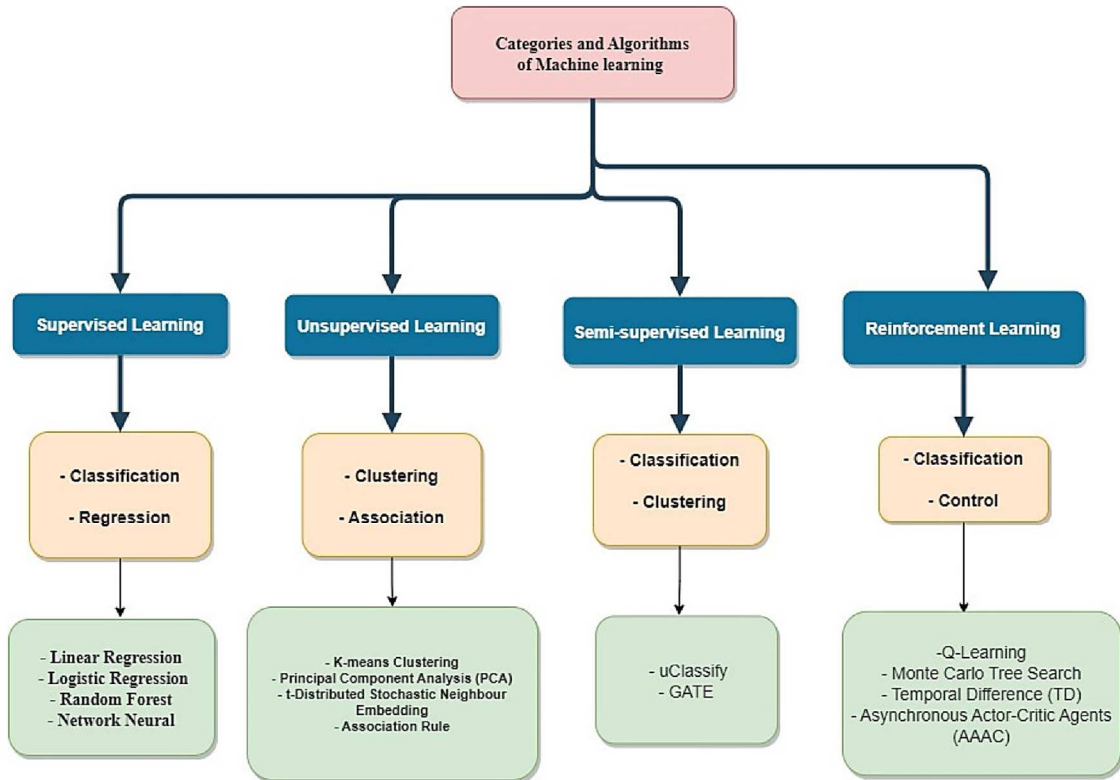 Categories and Algorithms
of Machine learning
Supervised Learning
Unsupervised Learning
Semi-supervised Learning
Reinforcement Learning
- Classification
- Regression
- Clustering
- Association
- Classification
- Clustering
- Classification
- Control
- Linear Regression
- Logistic Regression
- Random Forest
- Network Neural
- K-means Clustering
- Principal Component Analysis (PCA)
- t-Distributed Stochastic Neighbour
Embedding
- Association Rule
- uClassify
- GATE
-Q-Learning
- Monte Carlo Tree Search
- Temporal Difference (TD)
- Asynchronous Actor-Critic Agents
(AAAC)